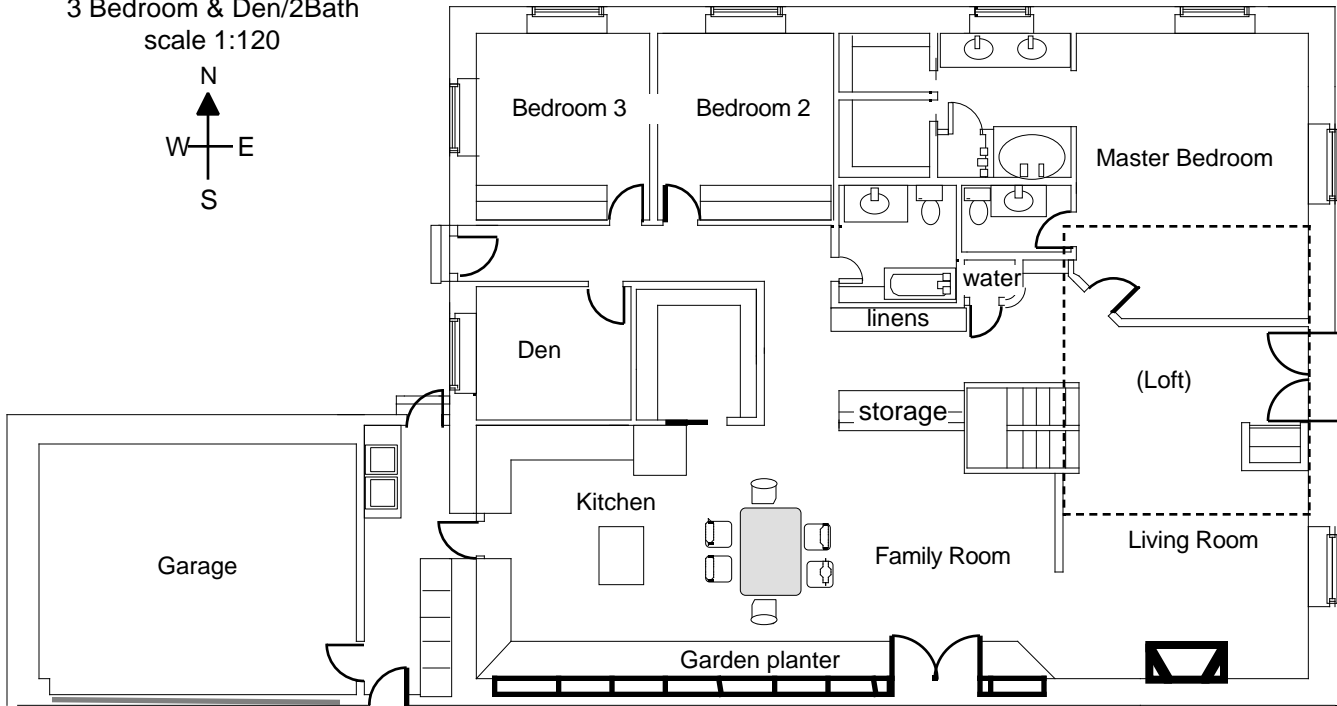 3 Bedroom & Den/2Bath
scale 1:120
N
W E
S
Bedroom 3
Bedroom 2
Master Bedroom
water
linens
Den
(Loft)
storage
Kitchen
Garage
Family Room
Living Room
Garden planter